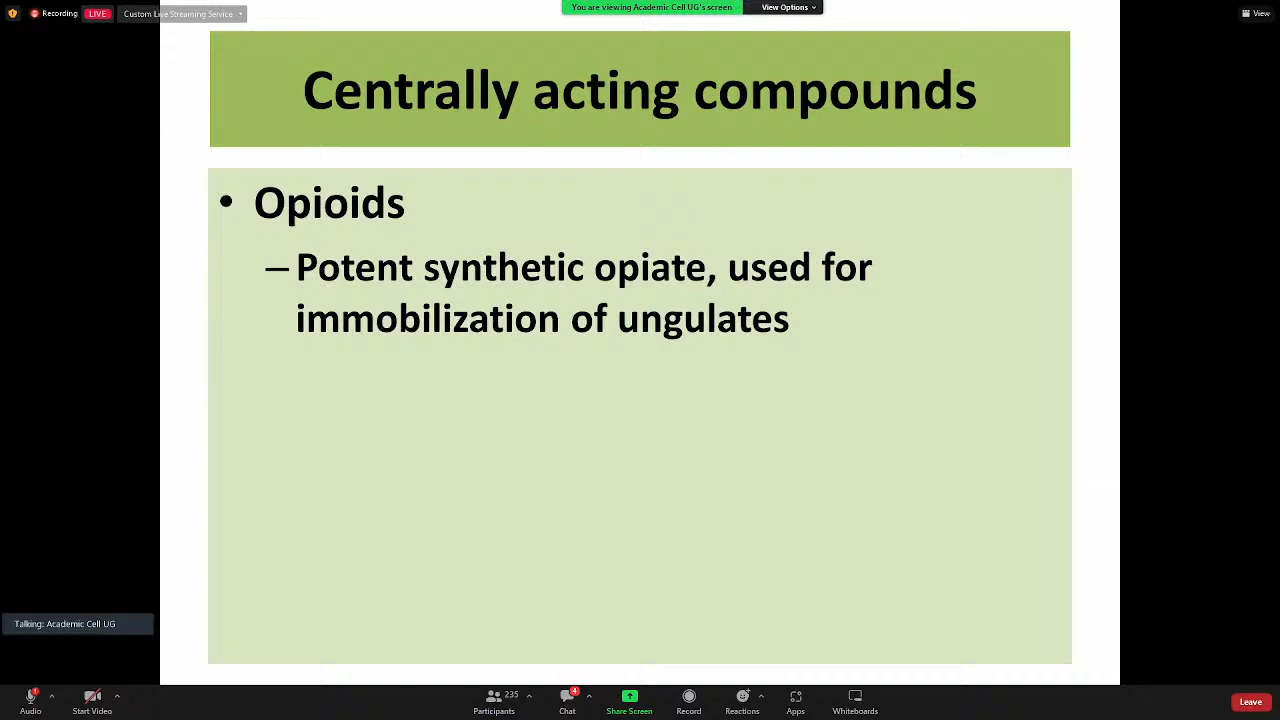 Recording LIVE Custom Live Streaming Service
You are viewing Academic Cell UG's screen View Options
View
Centrally acting compounds
• Opioids
– Potent synthetic opiate, used for
immobilization of ungulates
Talking: Academic Cell UG
Audio Start Video Participants 235 Chat 4 Share Screen Record Reactions Apps Whiteboards Leave